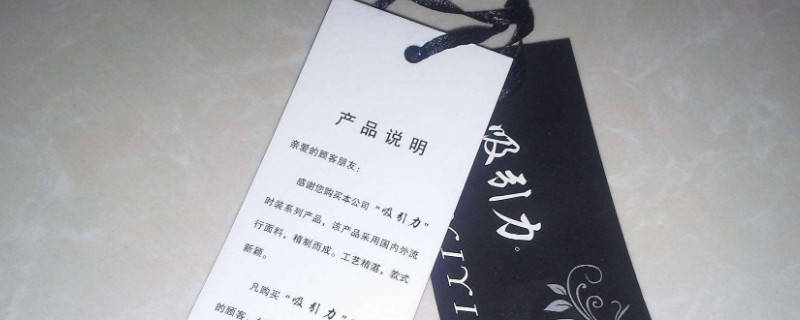 产品说明
亲爱的顾客朋友：
感谢您购买本公司“吸引力”
时装系列产品，该产品采用国内外流
行面料，精制而成。工艺精湛，款式
新颖。
凡购买“吸引力”
的顾客，
吸引力。